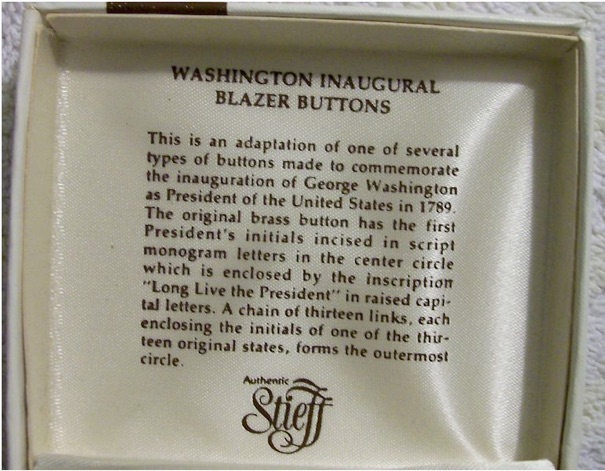 WASHINGTON INAUGURAL
BLAZER BUTTONS
This is an adaptation of one of several
types of buttons made to commemorate
the inauguration of George Washington
as President of the United States in 1789.
The original brass button has the first
President's initials incised in script
monogram letters in the center circle
which is enclosed by the inscription
"Long Live the President" in raised capi-
tal letters. A chain of thirteen links, each
enclosing the initials of one of the thir-
teen original states, forms the outermost
circle.
Authentic
Stieff